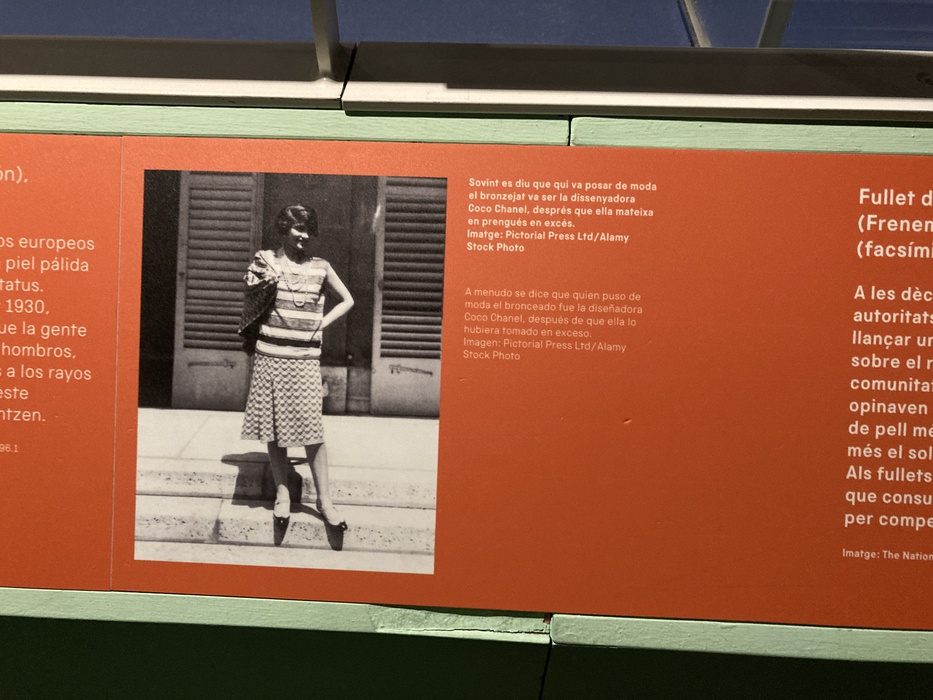 ón),
os europeos
piel pálida
tatus.
1930,
ue la gente
hombros,
s a los rayos
este
ntzen.
96.1
Sovint es diu que qui va posar de moda
el bronzejat va ser la dissenyadora
Coco Chanel, després que ella mateixa
en prengués en excés.
Imatge: Pictorial Press Ltd/Alamy
Stock Photo
A menudo se dice que quien puso de
moda el bronceado fue la diseñadora
Coco Chanel, después de que ella lo
hubiera tomado en exceso.
Imagen: Pictorial Press Ltd/Alamy
Stock Photo
Fullet d
(Frenen
(facsími
A les dèc
autoritats
llançar un
sobre el r
comunitat
opinaven
de pell mé
més el sol
Als fullets
que consu
per compe
Imatge: The Nation